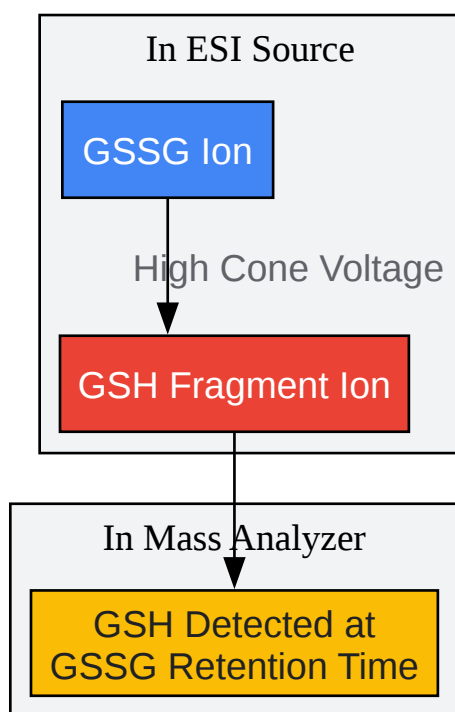 In ESI Source
GSSG Ion
High Cone Voltage
GSH Fragment Ion
In Mass Analyzer
GSH Detected at
GSSG Retention Time